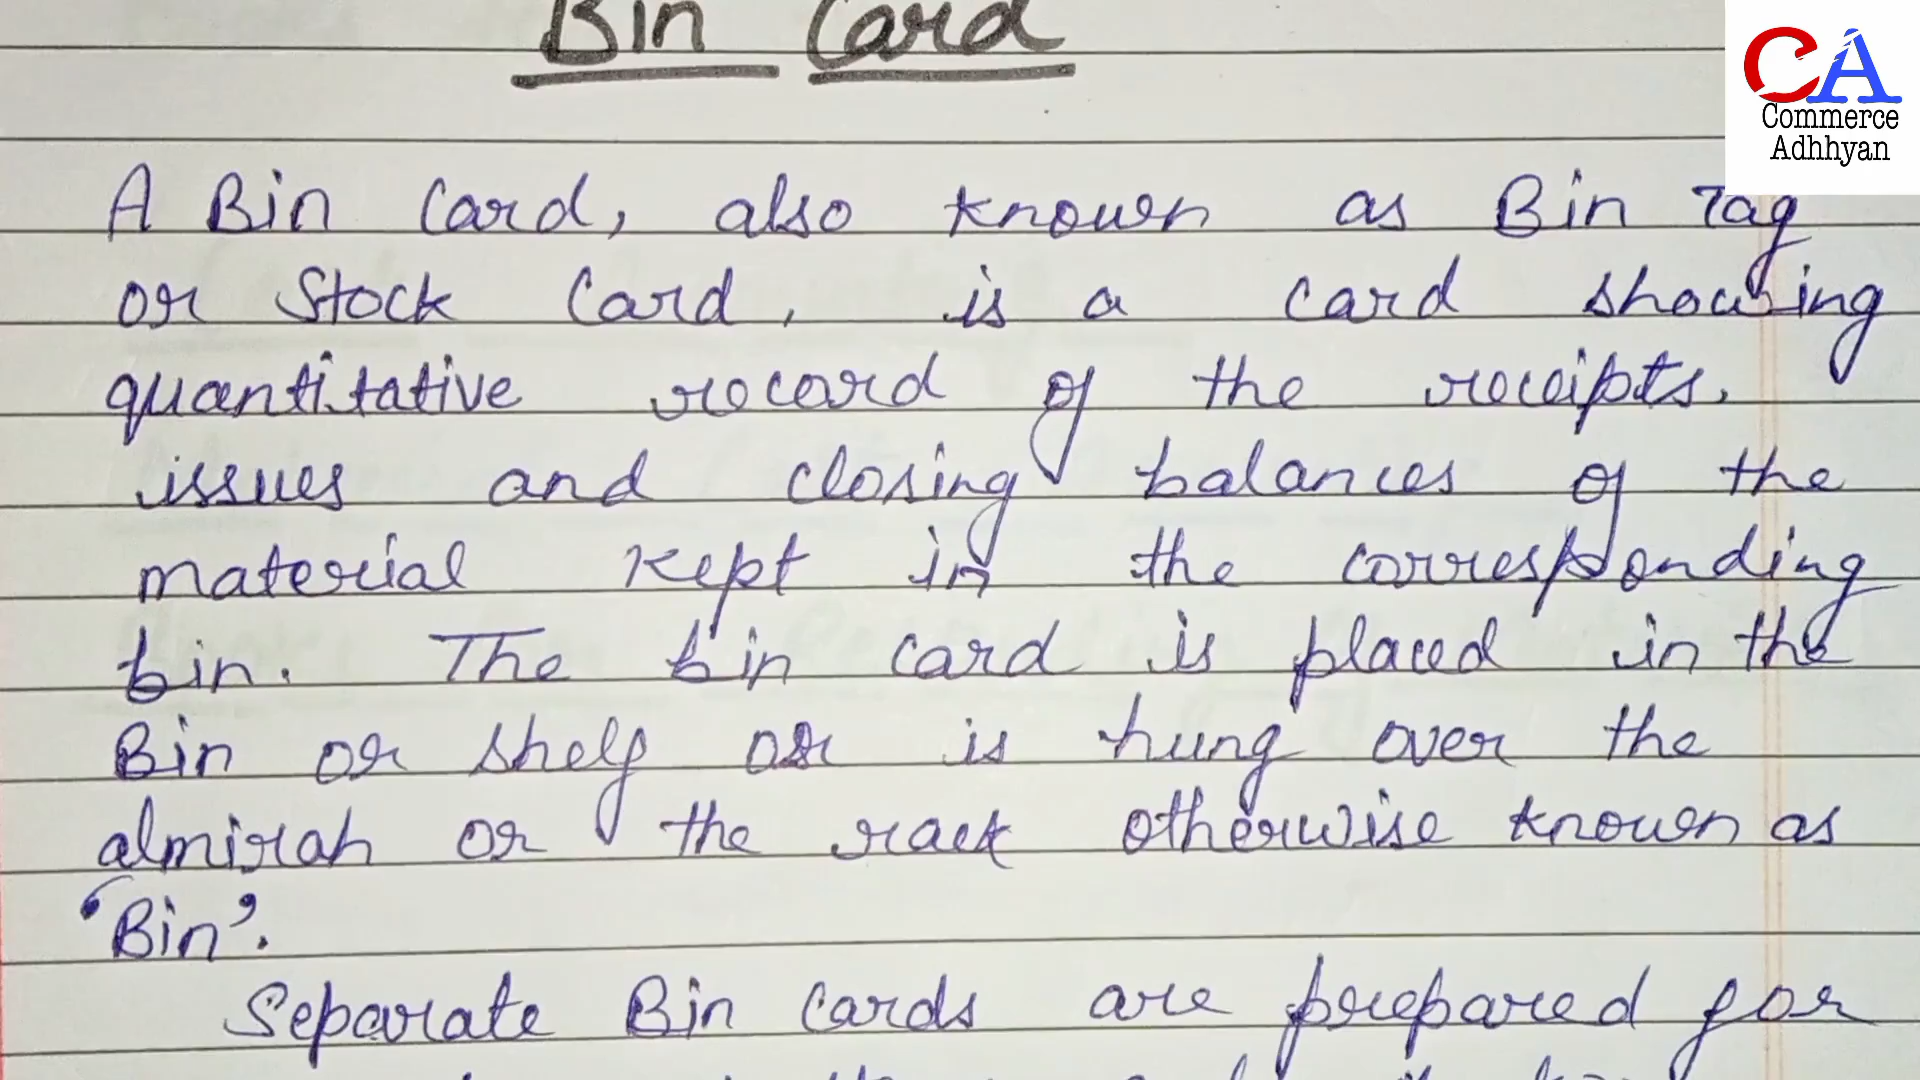 Bin Card
CA
Commerce
Adhhyan
A Bin Card, also known as Bin Tag
or Stock Card, is a card showing
quantitative record of the receipts,
issues and closing balances of the
material kept in the corresponding
bin. The bin card is placed in the
Bin or shelf or is hung over the
almirah or the rack otherwise known as
'Bin'.
Separate Bin Cards are prepared for